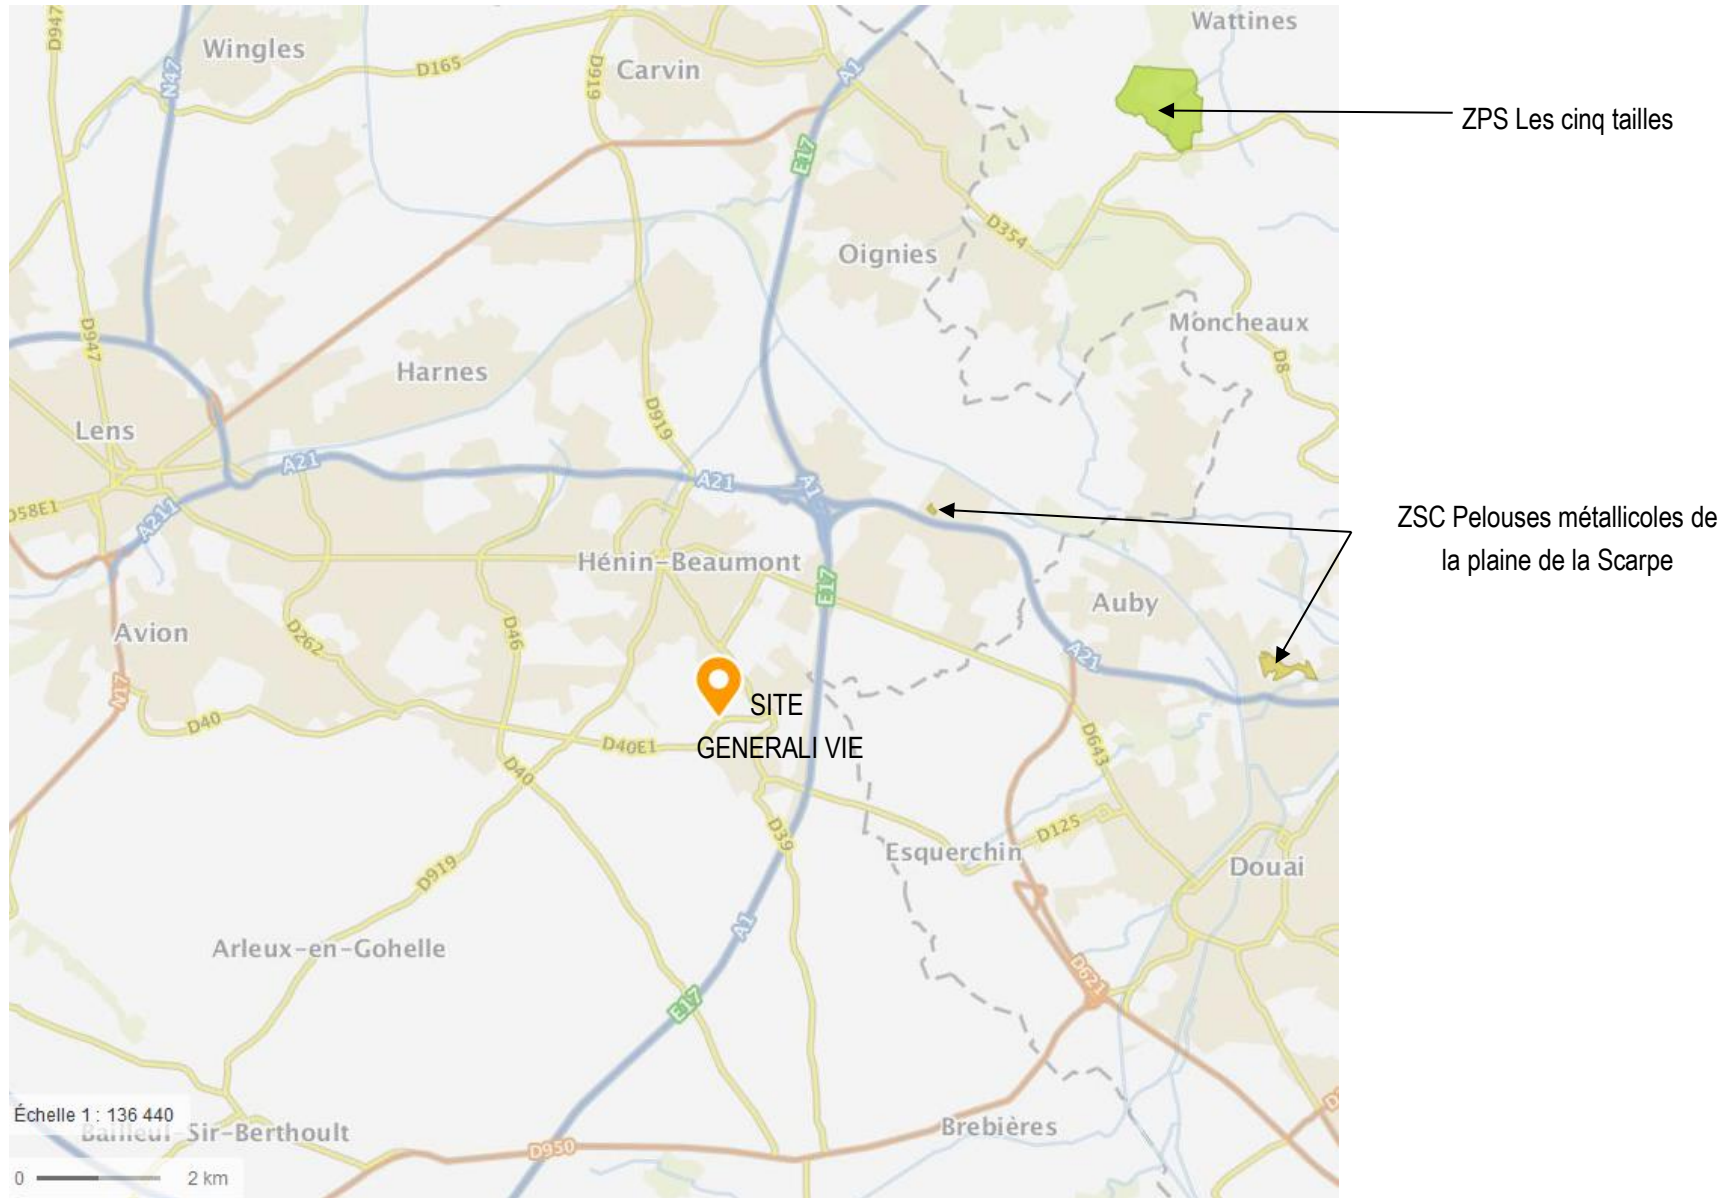 Wattines
D947
Wingles
N47
D165
D919
Carvin
A1
ZPS Les cinq tailles
E17
D354
Oignies
Moncheaux
D947
Harnes
D8
Lens
D919
A21
A21
A1
D58E1
A211
ZSC Pelouses métallicoles de
la plaine de la Scarpe
Hénin-Beaumont
E17
Auby
Avion
D262
D46
A21
N17
SITE
GENERALI VIE
D40
D40E1
D643
D40
D39
D125
Esquerchin
Douai
D919
A1
Arleux-en-Gohelle
D621
E17
Échelle 1 : 136 440
Bailleul-Sir-Berthoult
Brebières
D950
0 2 km